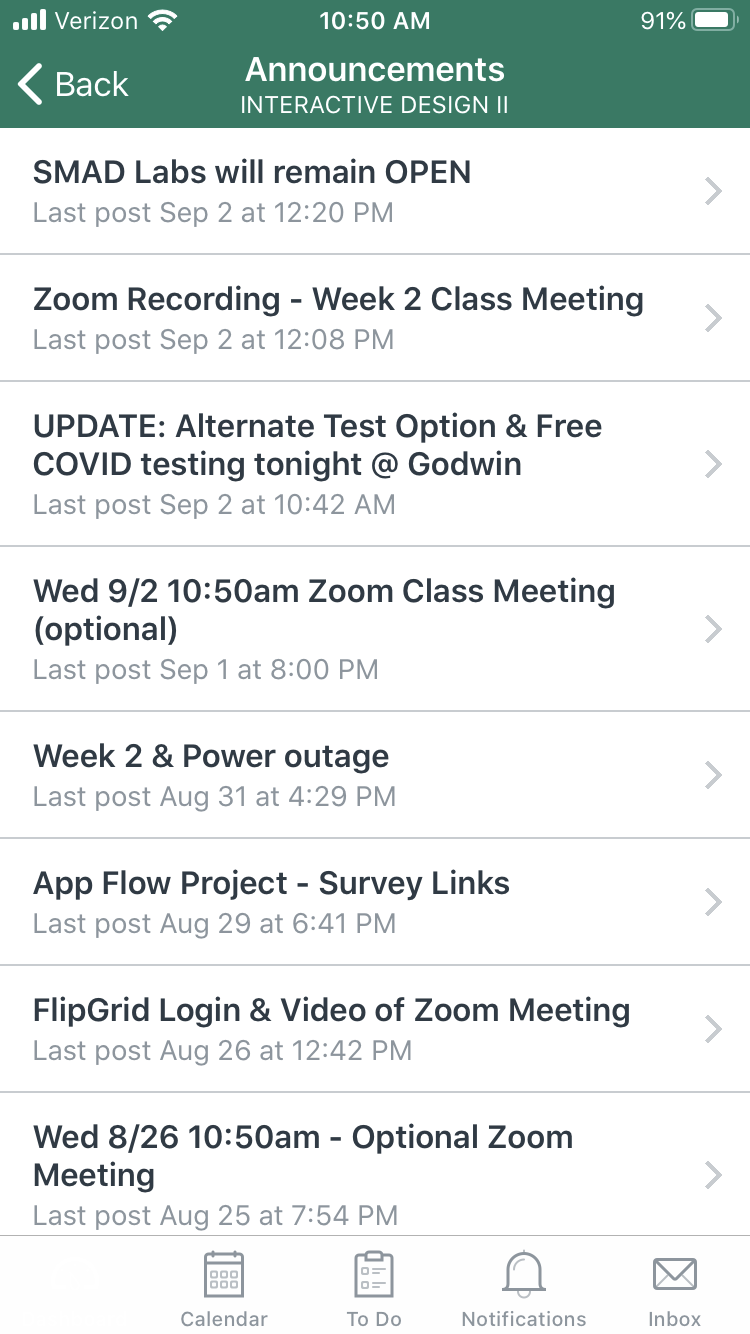 Verizon 10:50 AM 91%
Back
Announcements
INTERACTIVE DESIGN II
SMAD Labs will remain OPEN
Last post Sep 2 at 12:20 PM
Zoom Recording - Week 2 Class Meeting
Last post Sep 2 at 12:08 PM
UPDATE: Alternate Test Option & Free
COVID testing tonight @ Godwin
Last post Sep 2 at 10:42 AM
Wed 9/2 10:50am Zoom Class Meeting
(optional)
Last post Sep 1 at 8:00 PM
Week 2 & Power outage
Last post Aug 31 at 4:29 PM
App Flow Project - Survey Links
Last post Aug 29 at 6:41 PM
FlipGrid Login & Video of Zoom Meeting
Last post Aug 26 at 12:42 PM
Wed 8/26 10:50am - Optional Zoom
Meeting
Last post Aug 25 at 7:54 PM
Calendar To Do Notifications Inbox